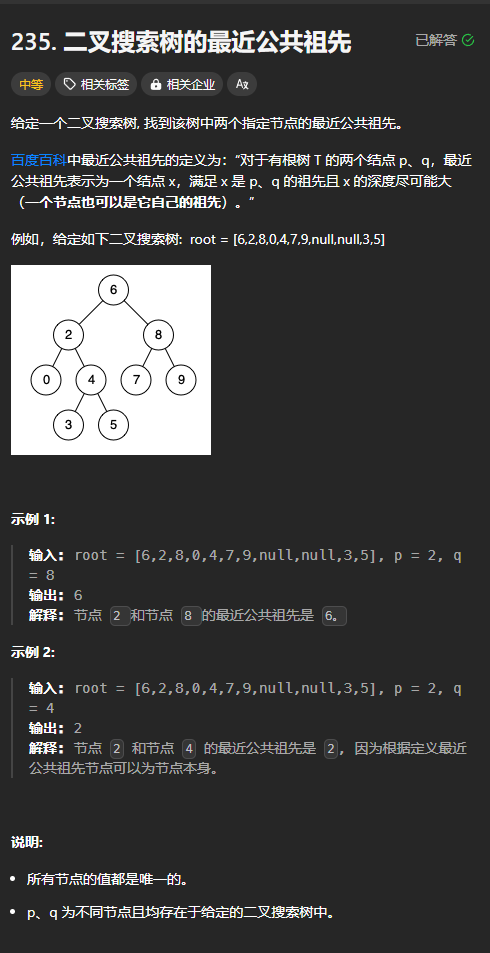 235. 二叉搜索树的最近公共祖先
已解答
中等 相关标签 相关企业 Aあ
给定一个二叉搜索树, 找到该树中两个指定节点的最近公共祖先。
百度百科中最近公共祖先的定义为：“对于有根树 T 的两个结点 p、q，最近
公共祖先表示为一个结点 x，满足 x 是 p、q 的祖先且 x 的深度尽可能大
（一个节点也可以是它自己的祖先）。”
例如，给定如下二叉搜索树: root = [6,2,8,0,4,7,9,null,null,3,5]
6
2 8
0 4 7 9
3 5
示例 1:
输入: root = [6,2,8,0,4,7,9,null,null,3,5], p = 2, q
= 8
输出: 6
解释: 节点 2 和节点 8 的最近公共祖先是 6。
示例 2:
输入: root = [6,2,8,0,4,7,9,null,null,3,5], p = 2, q
= 4
输出: 2
解释: 节点 2 和节点 4 的最近公共祖先是 2, 因为根据定义最近
公共祖先节点可以为节点本身。
说明:
• 所有节点的值都是唯一的。
• p、q 为不同节点且均存在于给定的二叉搜索树中。